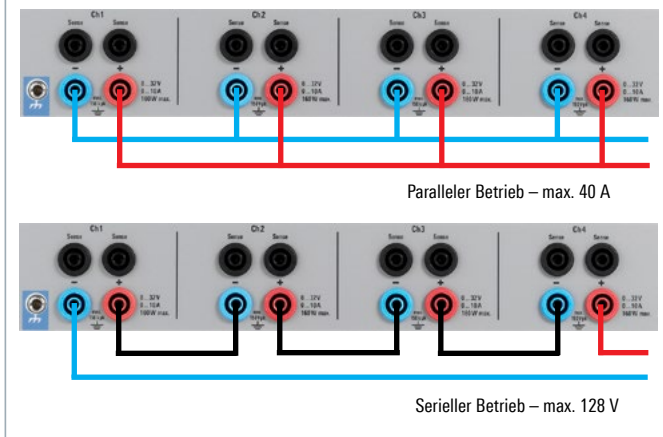 Ch1 Ch2 Ch3 Ch4
Sense Sense Sense Sense Sense Sense Sense Sense
− + − + − + − +
0...32V 0...32V 0...32V 0...32V
0...10A 0...10A 0...10A 0...10A
160W max. 160W max. 160W max. 160W max.
Paralleler Betrieb – max. 40 A
Ch1 Ch2 Ch3 Ch4
Sense Sense Sense Sense Sense Sense Sense Sense
− + − + − + − +
0...32V 0...32V 0...32V 0...32V
0...10A 0...10A 0...10A 0...10A
160W max. 160W max. 160W max. 160W max.
Serieller Betrieb – max. 128 V